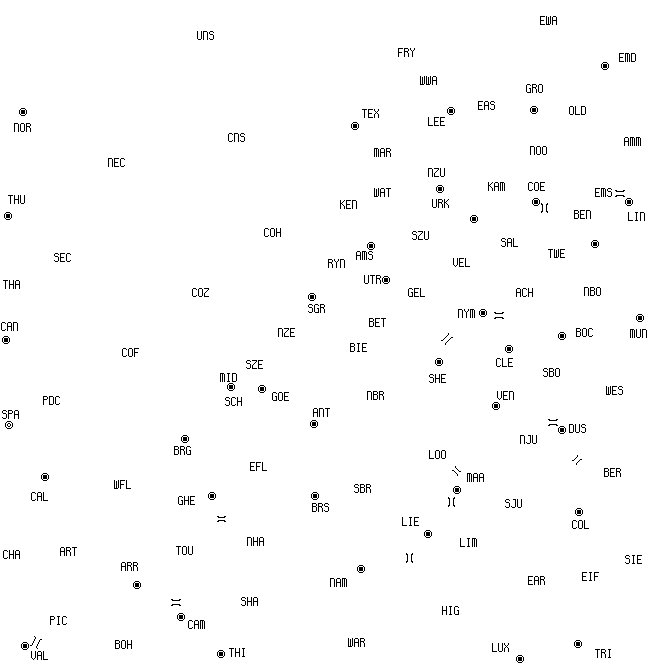 EWA
UNS
FRY
EMD
WWA
GRO
EAS
OLD
TEX
LEE
NOR
CNS
AMM
NOO
MAR
NEC
NZU
KAM
COE
WAT
EMS
THU
KEN
URK
BEN
LIN
COH
SZU
SAL
TWE
AMS
SEC
RYN
VEL
UTR
THA
COZ
GEL
ACH
NBO
SGR
NYM
BET
CAN
NZE
BOC
MUN
BIE
COF
CLE
SZE
SBO
MID
SHE
WES
GOE
NBR
VEN
PDC
SCH
SPA
ANT
DUS
NJU
BRG
LOO
EFL
BER
MAA
WFL
SBR
CAL
GHE
SJU
BRS
LIE
COL
NHA
LIM
TOU
ART
CHA
SIE
ARR
EIF
EAR
NAM
SHA
HIG
PIC
CAM
WAR
BOH
LUX
THI
TRI
VAL